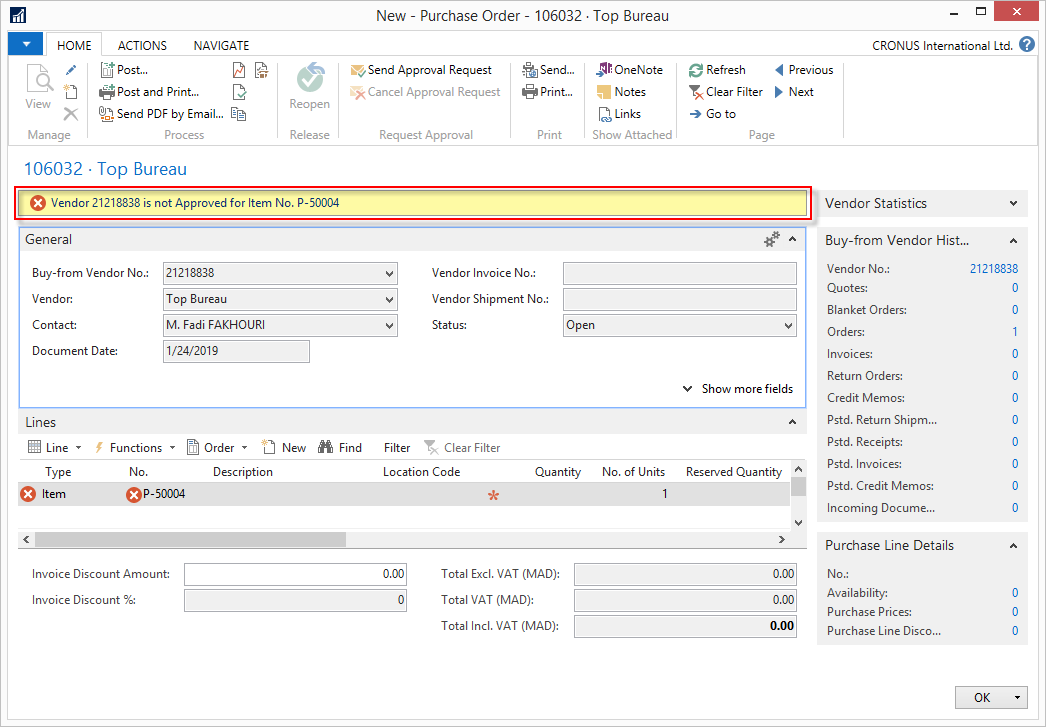 New - Purchase Order - 106032 · Top Bureau
HOME ACTIONS NAVIGATE CRONUS International Ltd.
View
Manage
Post...
Post and Print...
Send PDF by Email...
Process
Reopen
Release
Send Approval Request
Cancel Approval Request
Request Approval
Send...
Print...
Print
OneNote
Notes
Links
Show Attached
Refresh
Clear Filter
Go to
Previous
Next
Page
106032 · Top Bureau
Vendor 21218838 is not Approved for Item No. P-50004
General
Buy-from Vendor No.: 21218838
Vendor: Top Bureau
Contact: M. Fadi FAKHOURI
Document Date: 1/24/2019
Vendor Invoice No.:
Vendor Shipment No.:
Status: Open
Show more fields
Lines
Line Functions Order New Find Filter Clear Filter
Type No. Description Location Code Quantity No. of Units Reserved Quantity
Item P-50004 * 1
Invoice Discount Amount: 0.00
Invoice Discount %: 0
Total Excl. VAT (MAD): 0.00
Total VAT (MAD): 0.00
Total Incl. VAT (MAD): 0.00
Vendor Statistics
Buy-from Vendor Hist...
Vendor No.: 21218838
Quotes: 0
Blanket Orders: 0
Orders: 1
Invoices: 0
Return Orders: 0
Credit Memos: 0
Pstd. Return Shipm... 0
Pstd. Receipts: 0
Pstd. Invoices: 0
Pstd. Credit Memos: 0
Incoming Docume... 0
Purchase Line Details
No.:
Availability: 0
Purchase Prices: 0
Purchase Line Disco... 0
OK